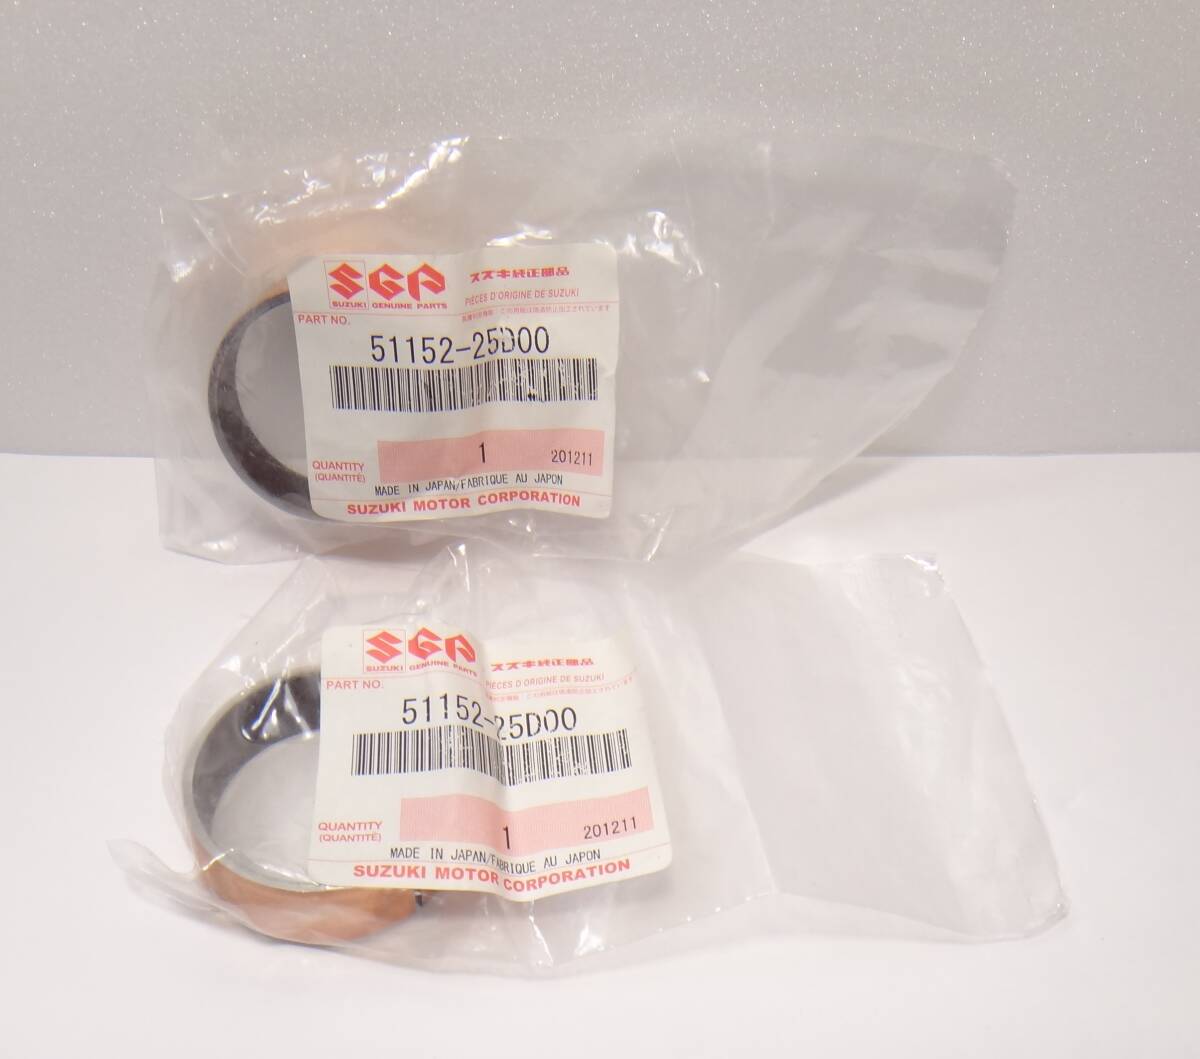 SGP スズキ純正部品
SUZUKI GENUINE PARTS PIÈCES D'ORIGINE DE SUZUKI
PART NO.
51152-25D00
QUANTITY
(QUANTITÉ)
1 201211
MADE IN JAPAN/FABRIQUE AU JAPON
SUZUKI MOTOR CORPORATION
SGP スズキ純正部品
SUZUKI GENUINE PARTS PIÈCES D'ORIGINE DE SUZUKI
PART NO.
51152-25D00
QUANTITY
(QUANTITÉ)
1 201211
MADE IN JAPAN/FABRIQUE AU JAPON
SUZUKI MOTOR CORPORATION